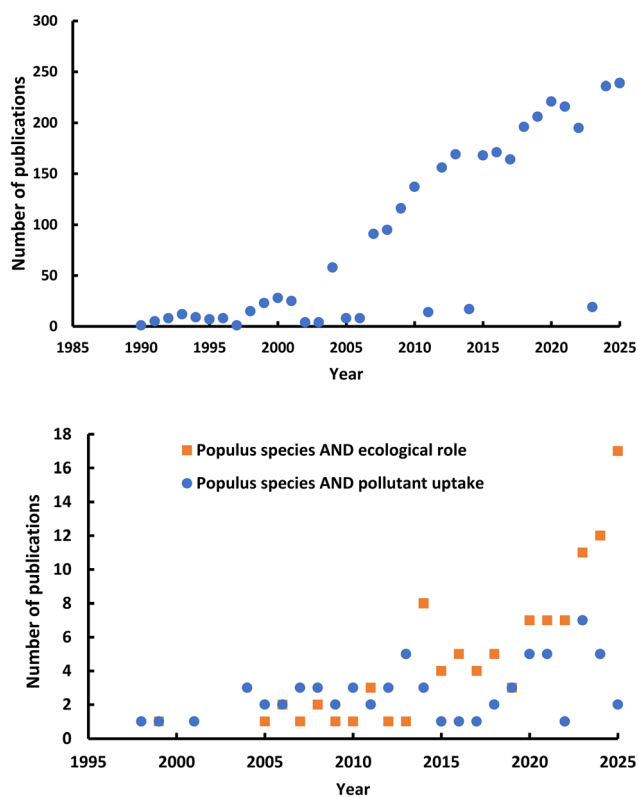 300
250
200
150
100
50
0
Number of publications
1985 1990 1995 2000 2005 2010 2015 2020 2025
Year
18
16
14
12
10
8
6
4
2
0
Number of publications
Populus species AND ecological role
Populus species AND pollutant uptake
1995 2000 2005 2010 2015 2020 2025
Year